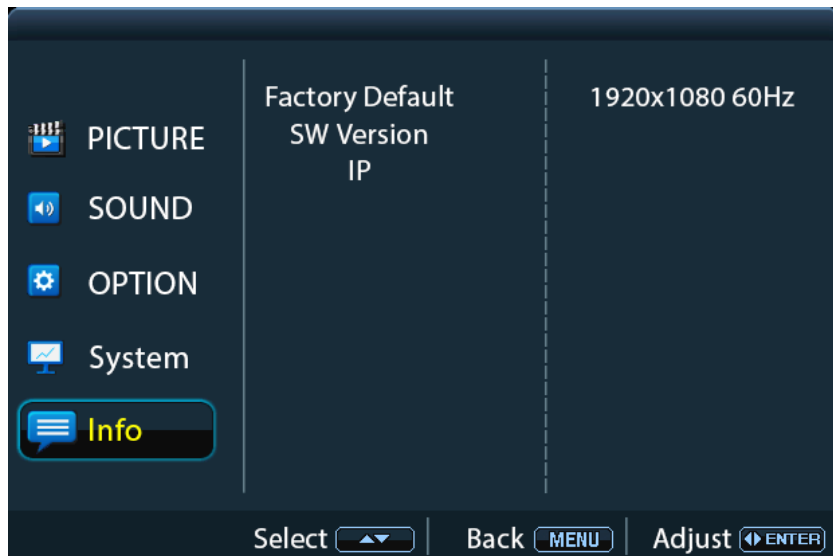 PICTURE
SOUND
OPTION
System
Info
Factory Default
SW Version
IP
1920x1080 60Hz
Select
Back MENU
Adjust ENTER